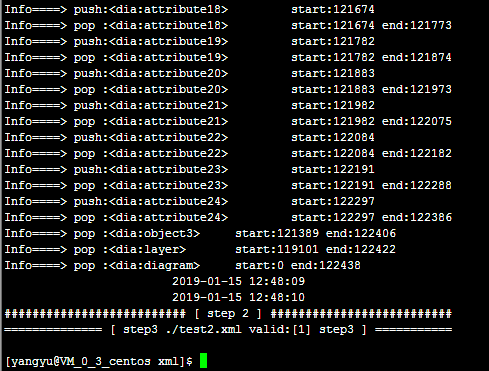 Info====> push:<dia:attribute18> start:121674
Info====> pop :<dia:attribute18> start:121674 end:121773
Info====> push:<dia:attribute19> start:121782
Info====> pop :<dia:attribute19> start:121782 end:121874
Info====> push:<dia:attribute20> start:121883
Info====> pop :<dia:attribute20> start:121883 end:121973
Info====> push:<dia:attribute21> start:121982
Info====> pop :<dia:attribute21> start:121982 end:122075
Info====> push:<dia:attribute22> start:122084
Info====> pop :<dia:attribute22> start:122084 end:122182
Info====> push:<dia:attribute23> start:122191
Info====> pop :<dia:attribute23> start:122191 end:122288
Info====> push:<dia:attribute24> start:122297
Info====> pop :<dia:attribute24> start:122297 end:122386
Info====> pop :<dia:object3> start:121389 end:122406
Info====> pop :<dia:layer> start:119101 end:122422
Info====> pop :<dia:diagram> start:0 end:122438
2019-01-15 12:48:09
2019-01-15 12:48:10
########################## [ step 2 ] ##########################
============== [ step3 ./test2.xml valid:[1] step3 ] ===========
[yangyu@VM_0_3_centos xml]$